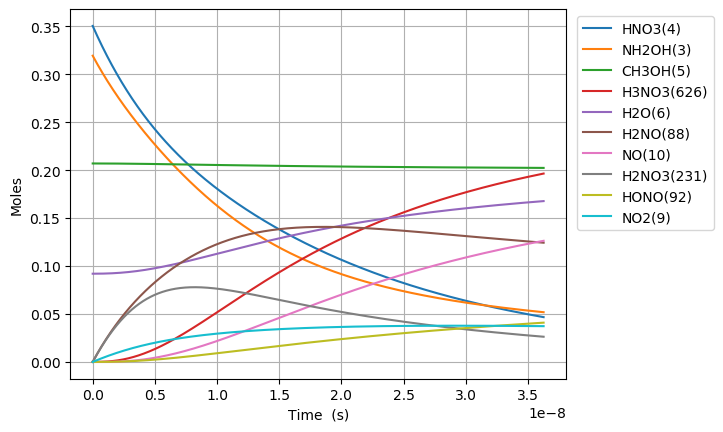 0.35
0.30
0.25
0.20
0.15
0.10
0.05
0.00
Moles
0.0 0.5 1.0 1.5 2.0 2.5 3.0 3.5
1e−8
Time (s)
HNO3(4)
NH2OH(3)
CH3OH(5)
H3NO3(626)
H2O(6)
H2NO(88)
NO(10)
H2NO3(231)
HONO(92)
NO2(9)